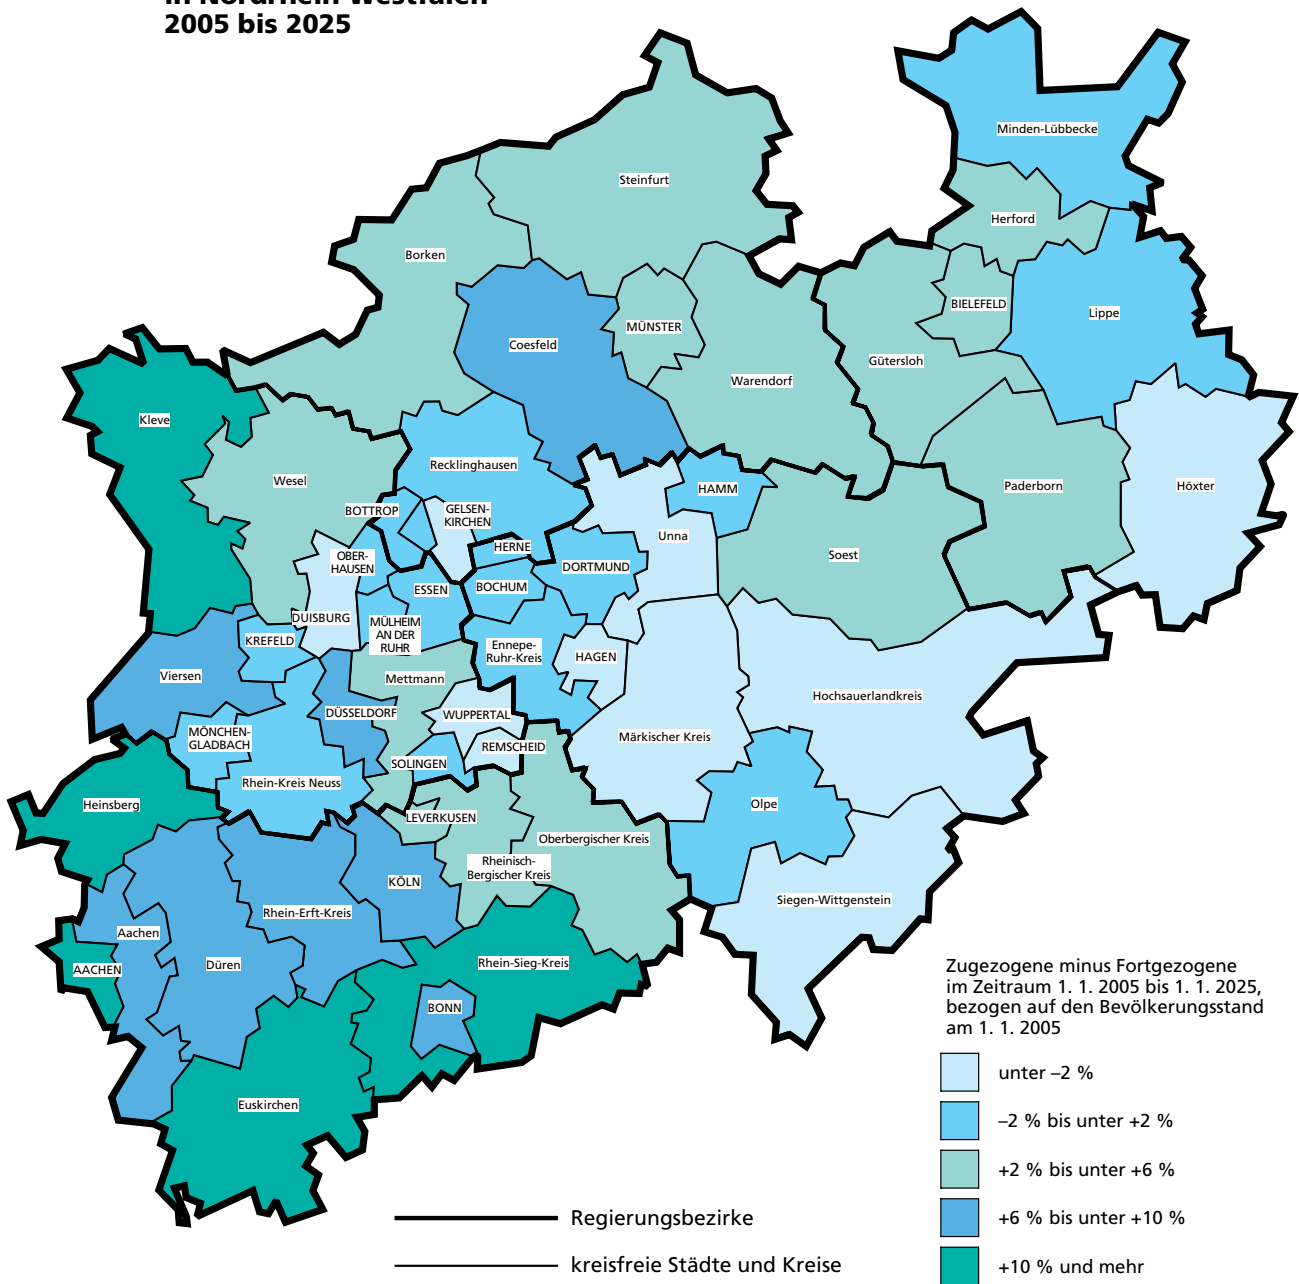 2005 bis 2025
Minden-Lübbecke
Steinfurt
Herford
Borken
BIELEFELD
Lippe
MÜNSTER
Coesfeld
Gütersloh
Warendorf
Kleve
Recklinghausen
Wesel
HAMM
Paderborn
Höxter
BOTTROP
GELSEN-
KIRCHEN
Unna
HERNE
Soest
OBER-
HAUSEN
DORTMUND
ESSEN
BOCHUM
DUISBURG
MÜLHEIM
AN DER
RUHR
KREFELD
Ennepe-
Ruhr-Kreis
HAGEN
Viersen
Mettmann
Hochsauerlandkreis
DÜSSELDORF
WUPPERTAL
MÖNCHEN-
GLADBACH
Märkischer Kreis
REMSCHEID
SOLINGEN
Rhein-Kreis Neuss
Heinsberg
Olpe
LEVERKUSEN
Oberbergischer Kreis
Rheinisch-
Bergischer Kreis
KÖLN
Siegen-Wittgenstein
Rhein-Erft-Kreis
Aachen
Rhein-Sieg-Kreis
Düren
AACHEN
BONN
Euskirchen
Zugezogene minus Fortgezogene
im Zeitraum 1. 1. 2005 bis 1. 1. 2025,
bezogen auf den Bevölkerungsstand
am 1. 1. 2005
unter –2 %
–2 % bis unter +2 %
+2 % bis unter +6 %
+6 % bis unter +10 %
+10 % und mehr
Regierungsbezirke
kreisfreie Städte und Kreise